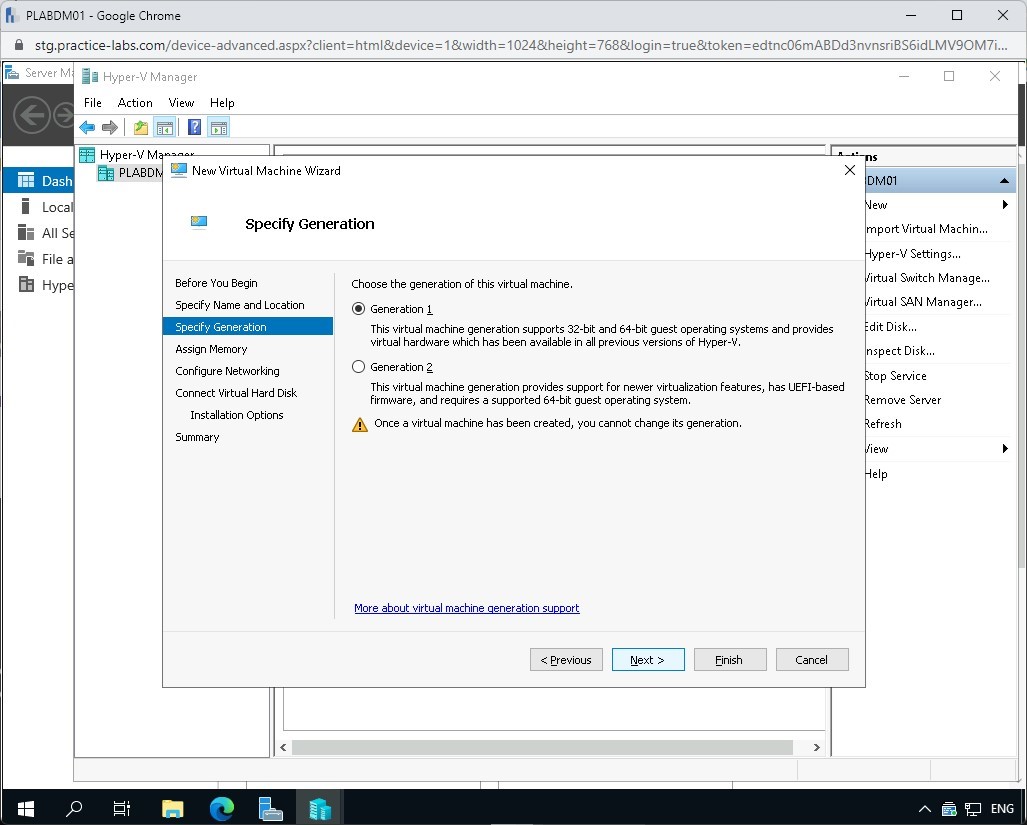 PLABDM01 - Google Chrome
stg.practice-labs.com/device-advanced.aspx?client=html&device=1&width=1024&height=768&login=true&token=edtnc06mABDd3nvnsriBS6idLMV9OM7i...
Server Ma
Hyper-V Manager
File Action View Help
Hyper-V Manager
PLABDM
Dash
Local
All Se
File a
Hype
New Virtual Machine Wizard
Specify Generation
Before You Begin
Specify Name and Location
Specify Generation
Assign Memory
Configure Networking
Connect Virtual Hard Disk
Installation Options
Summary
Choose the generation of this virtual machine.
Generation 1
This virtual machine generation supports 32-bit and 64-bit guest operating systems and provides
virtual hardware which has been available in all previous versions of Hyper-V.
Generation 2
This virtual machine generation provides support for newer virtualization features, has UEFI-based
firmware, and requires a supported 64-bit guest operating system.
Once a virtual machine has been created, you cannot change its generation.
More about virtual machine generation support
< Previous
Next >
Finish
Cancel
Actions
BDM01
New
mport Virtual Machin...
Hyper-V Settings...
Virtual Switch Manage...
Virtual SAN Manager...
Edit Disk...
nspect Disk...
Stop Service
Remove Server
Refresh
View
Help
ENG